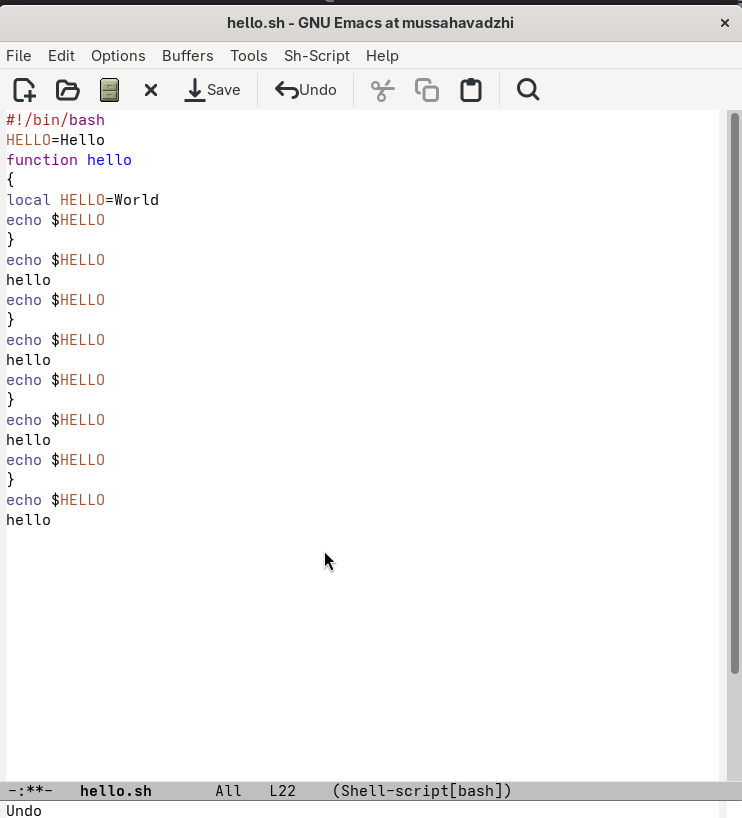 hello.sh - GNU Emacs at mussahavadzhi
File Edit Options Buffers Tools Sh-Script Help
Save Undo
#!/bin/bash
HELLO=Hello
function hello
{
local HELLO=World
echo $HELLO
}
echo $HELLO
hello
echo $HELLO
}
echo $HELLO
hello
echo $HELLO
}
echo $HELLO
hello
echo $HELLO
}
echo $HELLO
hello
-:**- hello.sh All L22 (Shell-script[bash])
Undo